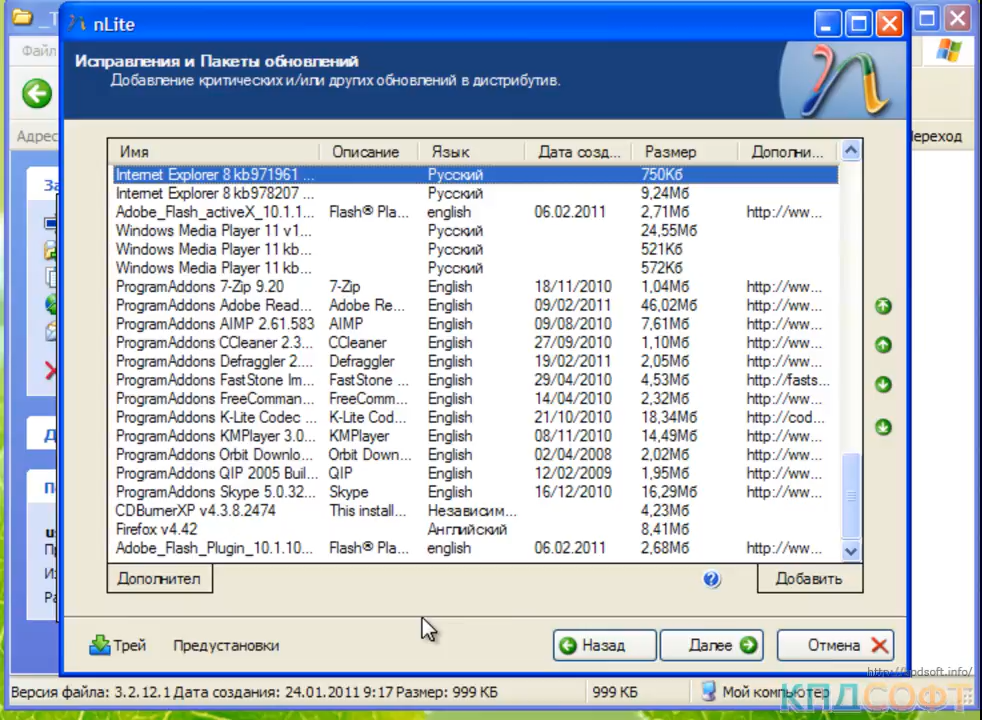 nLite
Файл
Исправления и Пакеты обновлений
Добавление критических и/или других обновлений в дистрибутив.
Адрес
Переход
Имя Описание Язык Дата созд... Размер Дополни...
Internet Explorer 8 kb971961 ... Русский 750Кб
Internet Explorer 8 kb978207 ... Русский 9,24Мб
Adobe_Flash_activeX_10.1.1... Flash® Pla... english 06.02.2011 2,71Мб http://ww...
Windows Media Player 11 v1... Русский 24,55Мб
Windows Media Player 11 kb... Русский 521Кб
Windows Media Player 11 kb... Русский 572Кб
ProgramAddons 7-Zip 9.20 7-Zip English 18/11/2010 1,04Мб http://ww...
ProgramAddons Adobe Read... Adobe Re... English 09/02/2011 46,02Мб http://ww...
ProgramAddons AIMP 2.61.583 AIMP English 09/08/2010 7,61Мб http://ww...
ProgramAddons CCleaner 2.3... CCleaner English 27/09/2010 1,10Мб http://ww...
ProgramAddons Defraggler 2... Defraggler English 19/02/2011 2,05Мб http://ww...
ProgramAddons FastStone Im... FastStone ... English 29/04/2010 4,53Мб http://fasts...
ProgramAddons FreeComman... FreeComm... English 14/04/2010 2,32Мб http://ww...
ProgramAddons K-Lite Codec ... K-Lite Cod... English 21/10/2010 18,34Мб http://cod...
ProgramAddons KMPlayer 3.0... KMPlayer English 08/11/2010 14,49Мб http://ww...
ProgramAddons Orbit Downlo... Orbit Down... English 02/04/2008 2,02Мб http://ww...
ProgramAddons QIP 2005 Buil... QIP English 12/02/2009 1,95Мб http://ww...
ProgramAddons Skype 5.0.32... Skype English 16/12/2010 16,29Мб http://ww...
CDBurnerXP v4.3.8.2474 This install... Независим... 4,23Мб
Firefox v4.42 Английский 8,41Мб
Adobe_Flash_Plugin_10.1.10... Flash® Pla... english 06.02.2011 2,68Мб http://ww...
Дополнител Добавить
Трей Предустановки Назад Далее Отмена
http://kpdsoft.info/
Версия файла: 3.2.12.1 Дата создания: 24.01.2011 9:17 Размер: 999 КБ 999 КБ Мой компьютер
КПДСОФТ